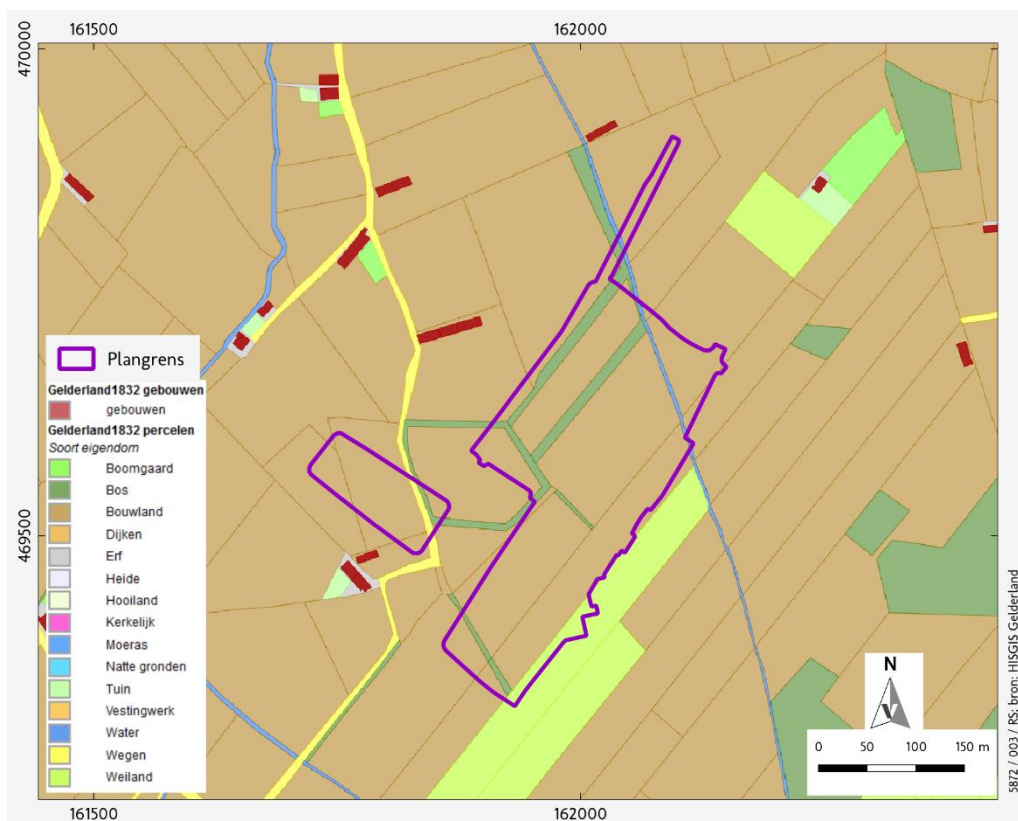 161500
162000
470000
469500
Plangrens
Gelderland1832 gebouwen
gebouwen
Gelderland1832 percelen
Soort eigendom
Boomgaard
Bos
Bouwland
Dijken
Erf
Heide
Hooiland
Kerkelijk
Moeras
Natte gronden
Tuin
Vestingwerk
Water
Wegen
Weiland
N
V
0 50 100 150 m
5872 / 003 / RS: bron: HISGIS Gelderland
161500
162000